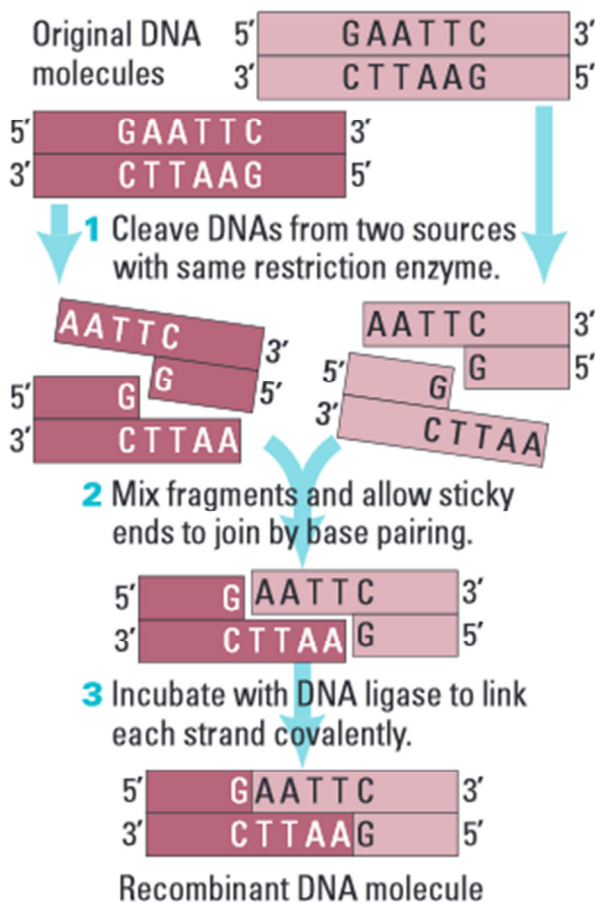 Original DNA
molecules
5′ GAATTC 3′
3′ CTTAAG 5′
5′ GAATTC 3′
3′ CTTAAG 5′
1 Cleave DNAs from two sources
with same restriction enzyme.
AATTC 3′
G 5′
5′ G
3′ CTTAA
AATTC 3′
G 5′
5′ G
3′ CTTAA
2 Mix fragments and allow sticky
ends to join by base pairing.
5′ G AATTC 3′
3′ CTTAA G 5′
3 Incubate with DNA ligase to link
each strand covalently.
5′ GAATTC 3′
3′ CTTAAG 5′
Recombinant DNA molecule